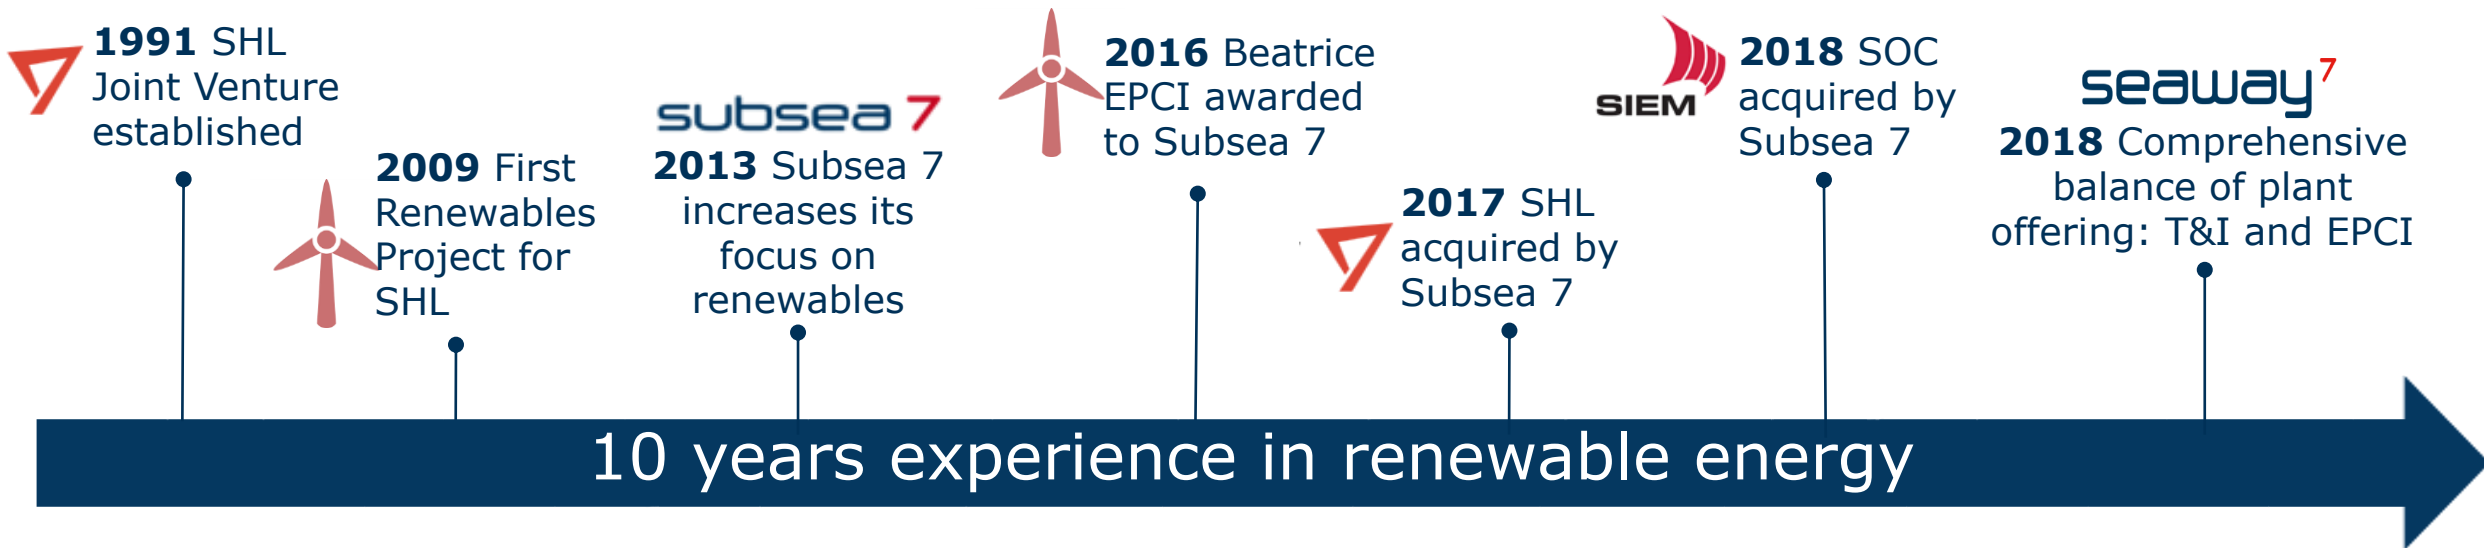 1991 SHL
Joint Venture
established
2009 First
Renewables
Project for
SHL
subsea 7
2013 Subsea 7
increases its
focus on
renewables
2016 Beatrice
EPCI awarded
to Subsea 7
2017 SHL
acquired by
Subsea 7
SIEM
2018 SOC
acquired by
Subsea 7
seaway7
2018 Comprehensive
balance of plant
offering: T&I and EPCI
10 years experience in renewable energy